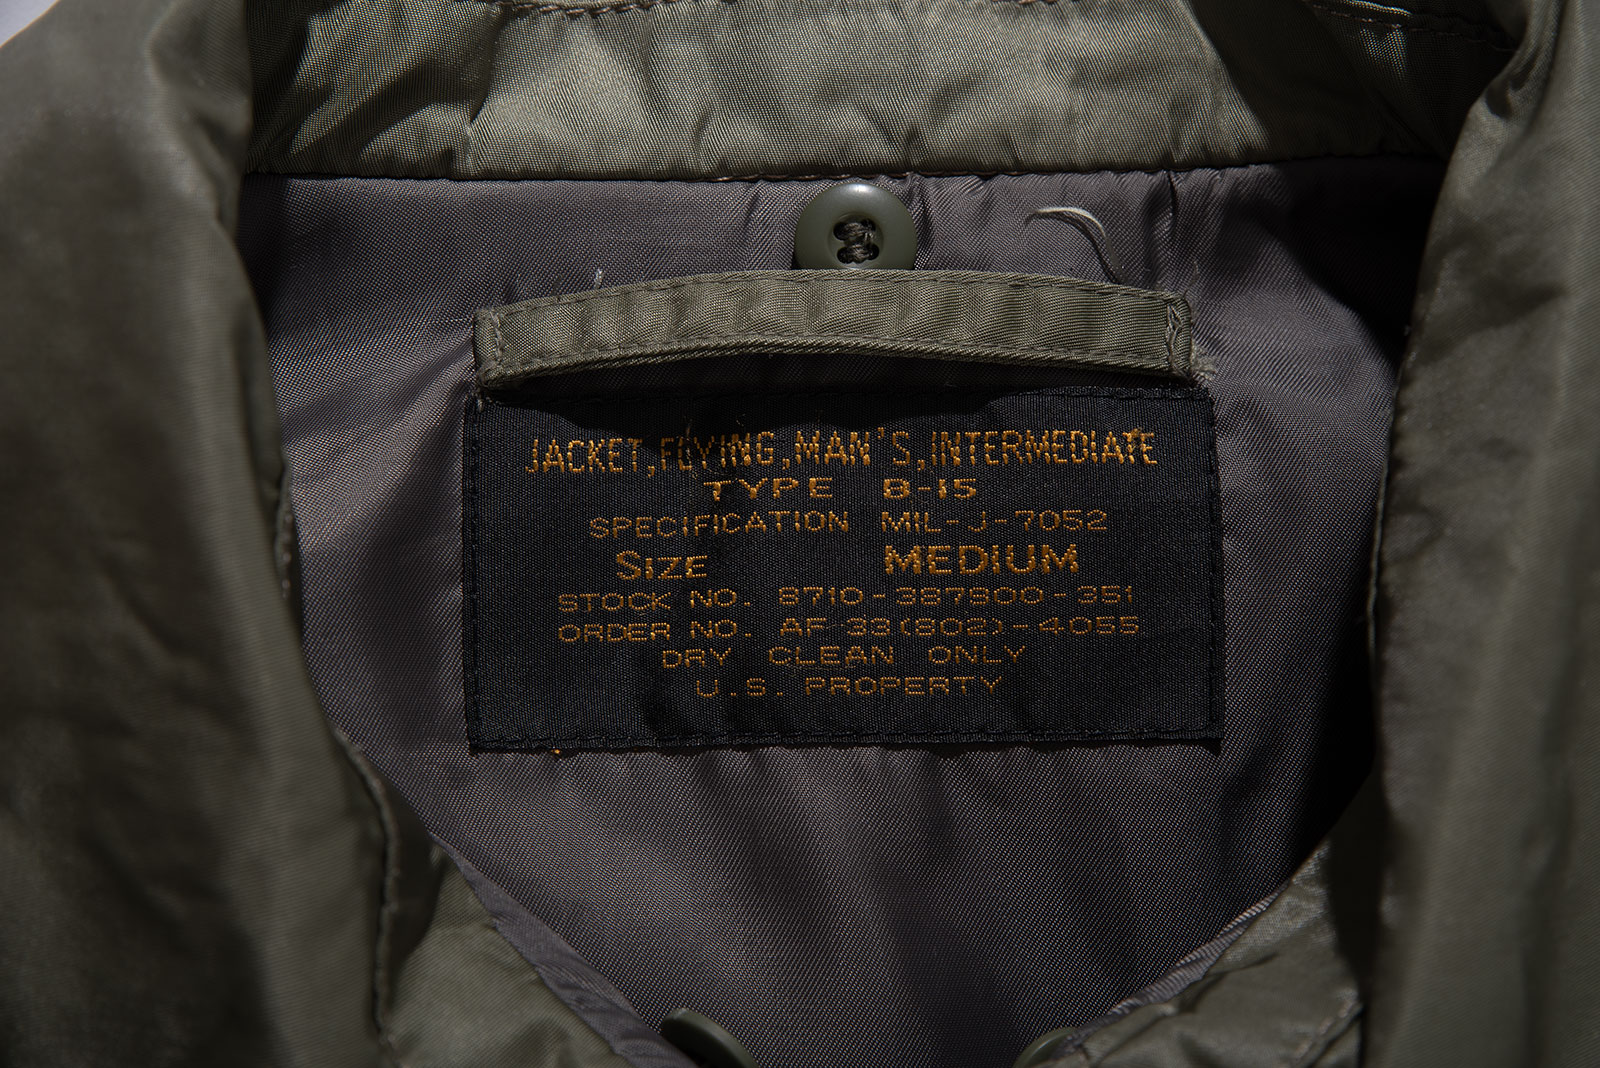 JACKET,FLYING,MAN'S,INTERMEDIATE
TYPE B-15
SPECIFICATION MIL-J-7052
SIZE MEDIUM
STOCK NO. 8710-387800-351
ORDER NO. AF 33(802)-4055
DRY CLEAN ONLY
U.S. PROPERTY